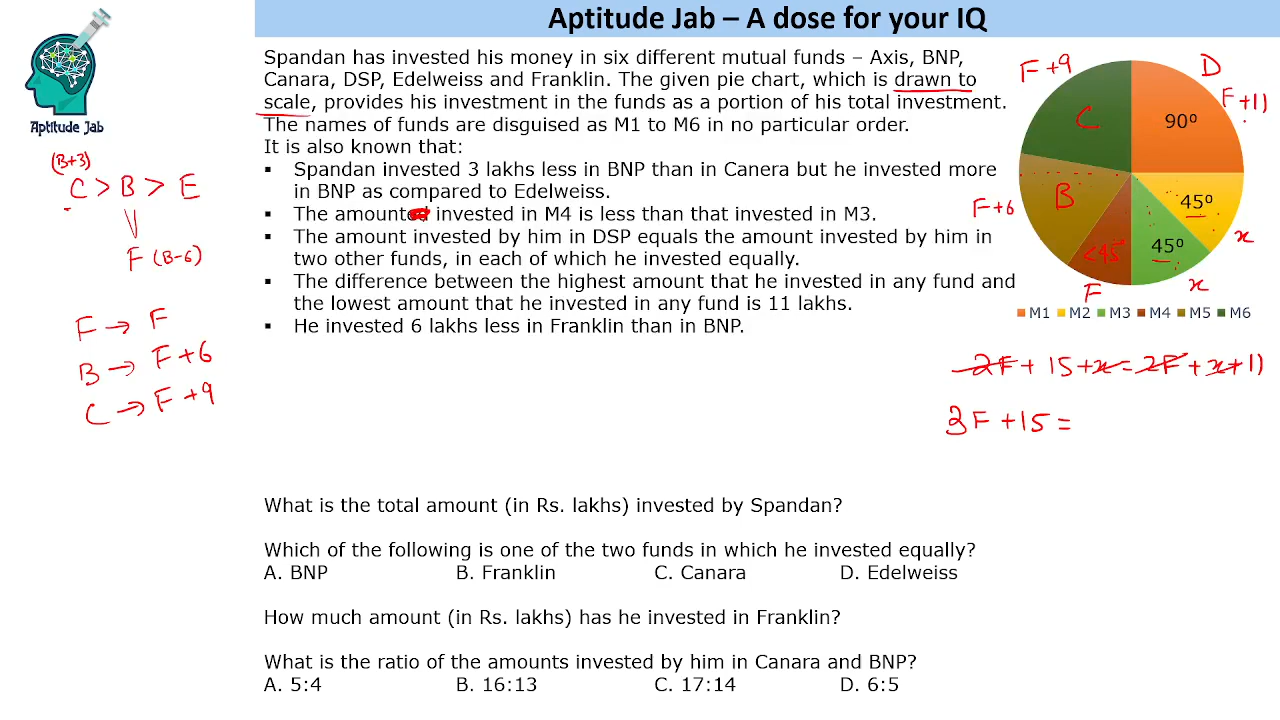 Aptitude Jab – A dose for your IQ
Aptitude Jab
Spandan has invested his money in six different mutual funds – Axis, BNP,
Canara, DSP, Edelweiss and Franklin. The given pie chart, which is drawn to
scale, provides his investment in the funds as a portion of his total investment.
The names of funds are disguised as M1 to M6 in no particular order.
It is also known that:
▪ Spandan invested 3 lakhs less in BNP than in Canera but he invested more
in BNP as compared to Edelweiss.
▪ The amount invested in M4 is less than that invested in M3.
▪ The amount invested by him in DSP equals the amount invested by him in
two other funds, in each of which he invested equally.
▪ The difference between the highest amount that he invested in any fund and
the lowest amount that he invested in any fund is 11 lakhs.
▪ He invested 6 lakhs less in Franklin than in BNP.
(B+3)
C > B > E
F (B-6)
F → F
B → F+6
C → F+9
F+9
D
F+11
C
90º
B
45º
F+6
<45°
45º
x
F
x
M1 M2 M3 M4 M5 M6
2F + 15 + x = 2F + x + 11
3F + 15 =
What is the total amount (in Rs. lakhs) invested by Spandan?
Which of the following is one of the two funds in which he invested equally?
A. BNP B. Franklin C. Canara D. Edelweiss
How much amount (in Rs. lakhs) has he invested in Franklin?
What is the ratio of the amounts invested by him in Canara and BNP?
A. 5:4 B. 16:13 C. 17:14 D. 6:5